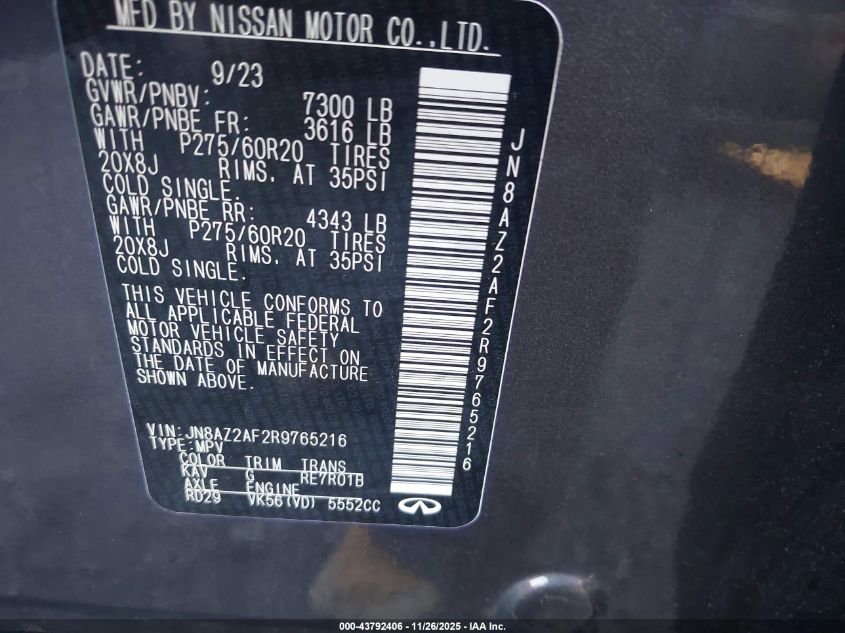 MFD BY NISSAN MOTOR CO.,LTD.
DATE: 9/23
GVWR/PNBV: 7300 LB
GAWR/PNBE FR: 3616 LB
WITH P275/60R20 TIRES
20X8J RIMS. AT 35PSI
COLD SINGLE.
GAWR/PNBE RR: 4343 LB
WITH P275/60R20 TIRES
20X8J RIMS. AT 35PSI
COLD SINGLE.
THIS VEHICLE CONFORMS TO
ALL APPLICABLE FEDERAL
MOTOR VEHICLE SAFETY
STANDARDS IN EFFECT ON
THE DATE OF MANUFACTURE
SHOWN ABOVE.
VIN: JN8AZ2AF2R9765216
TYPE: MPV
COLOR TRIM TRANS
KAV G RE7R01B
AXLE ENGINE
RD29 VK56(VD) 5552CC
JN8AZ2AF2R9765216
000-43792406 - 11/26/2025 - IAA Inc.